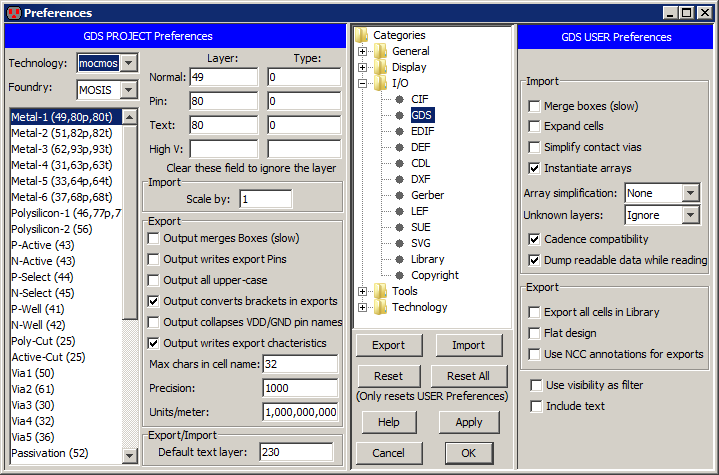 Preferences
GDS PROJECT Preferences
Technology: mocmos
Foundry: MOSIS
Metal-1 (49,80p,80t)
Metal-2 (51,82p,82t)
Metal-3 (62,93p,93t)
Metal-4 (31,63p,63t)
Metal-5 (33,64p,64t)
Metal-6 (37,68p,68t)
Polysilicon-1 (46,77p,7
Polysilicon-2 (56)
P-Active (43)
N-Active (43)
P-Select (44)
N-Select (45)
P-Well (41)
N-Well (42)
Poly-Cut (25)
Active-Cut (25)
Via1 (50)
Via2 (61)
Via3 (30)
Via4 (32)
Via5 (36)
Passivation (52)
Layer: Type:
Normal: 49 0
Pin: 80 0
Text: 80 0
High V:
Clear these field to ignore the layer
Import
Scale by: 1
Export
Output merges Boxes (slow)
Output writes export Pins
Output all upper-case
Output converts brackets in exports
Output collapses VDD/GND pin names
Output writes export chacteristics
Max chars in cell name: 32
Precision: 1000
Units/meter: 1,000,000,000
Export/Import
Default text layer: 230
Categories
General
Display
I/O
CIF
GDS
EDIF
DEF
CDL
DXF
Gerber
LEF
SUE
SVG
Library
Copyright
Tools
Technology
Export Import
Reset Reset All
(Only resets USER Preferences)
Help Apply
Cancel OK
GDS USER Preferences
Import
Merge boxes (slow)
Expand cells
Simplify contact vias
Instantiate arrays
Array simplification: None
Unknown layers: Ignore
Cadence compatibility
Dump readable data while reading
Export
Export all cells in Library
Flat design
Use NCC annotations for exports
Use visibility as filter
Include text